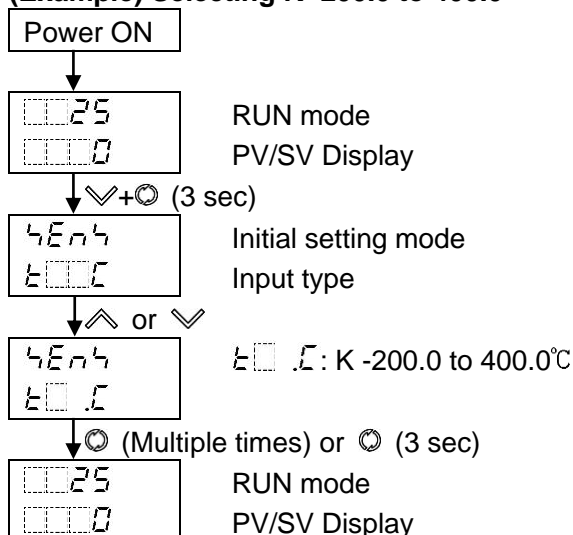 (Example) Selecting K -200.0 to 400.0
Power ON
25 RUN mode
0 PV/SV Display
+ (3 sec)
SEnS Initial setting mode
K C Input type
or
SEnS K .C: K -200.0 to 400.0℃
K .C
(Multiple times) or (3 sec)
25 RUN mode
0 PV/SV Display